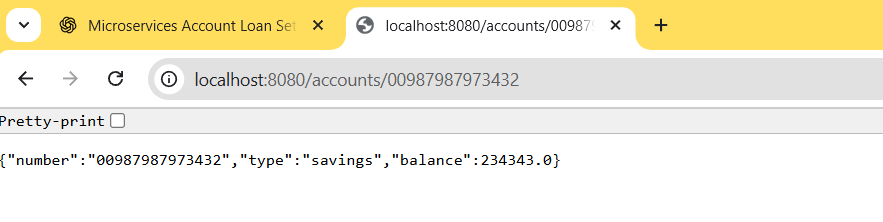 Microservices Account Loan Set
localhost:8080/accounts/00987
localhost:8080/accounts/00987987973432
Pretty-print
{"number":"00987987973432","type":"savings","balance":234343.0}